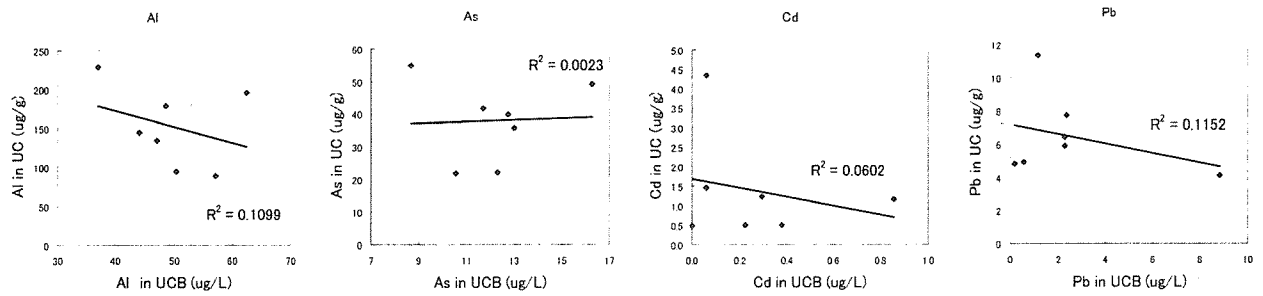 Al
250
200
150
100
50
0
30 40 50 60 70
Al in UC (ug/g)
Al in UCB (ug/L)
R² = 0.1099
As
60
50
40
30
20
10
0
7 9 11 13 15 17
As in UC (ug/g)
As in UCB (ug/L)
R² = 0.0023
Cd
5.0
4.5
4.0
3.5
3.0
2.5
2.0
1.5
1.0
0.5
0.0
0.0 0.2 0.4 0.6 0.8 1.0
Cd in UC (ug/g)
Cd in UCB (ug/L)
R² = 0.0602
Pb
12
10
8
6
4
2
0
0 2 4 6 8 10
Pb in UC (ug/g)
Pb in UCB (ug/L)
R² = 0.1152